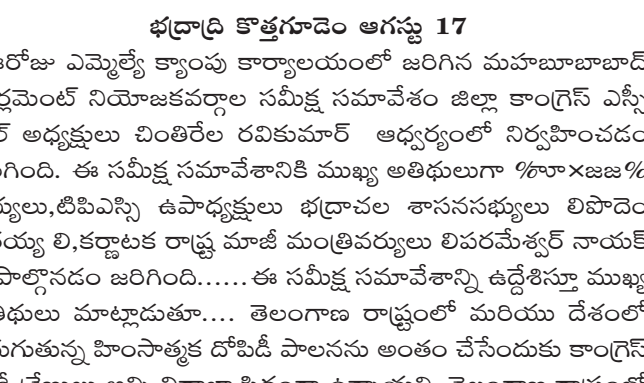 భద్రాద్రి కొత్తగూడెం ఆగస్టు 17
ఈరోజు ఎమ్మెల్యే క్యాంపు కార్యాలయంలో జరిగిన మహబూబాబాద్
నియోజకవర్గాల సమీక్ష సమావేశం జిల్లా కాంగ్రెస్ ఎస్సీ
అధ్యక్షులు చింతిరేల రవికుమార్ ఆధ్వర్యంలో నిర్వహించడం
ఈ సమీక్ష సమావేశానికి ముఖ్య అతిథులుగా
టిపిఎస్సి ఉపాధ్యక్షులు భద్రాచల శాసనసభ్యులు లిపొదెం
లి,కర్ణాటక రాష్ట్ర మాజీ మంత్రివర్యులు లిపరమేశ్వర్ నాయక్
పాల్గొనడం జరిగింది......ఈ సమీక్ష సమావేశాన్ని ఉద్దేశిస్తూ ముఖ్య
మాట్లాడుతూ.... తెలంగాణ రాష్ట్రంలో మరియు దేశంలో
హింసాత్మక దోపిడీ పాలనను అంతం చేసేందుకు కాంగ్రెస్